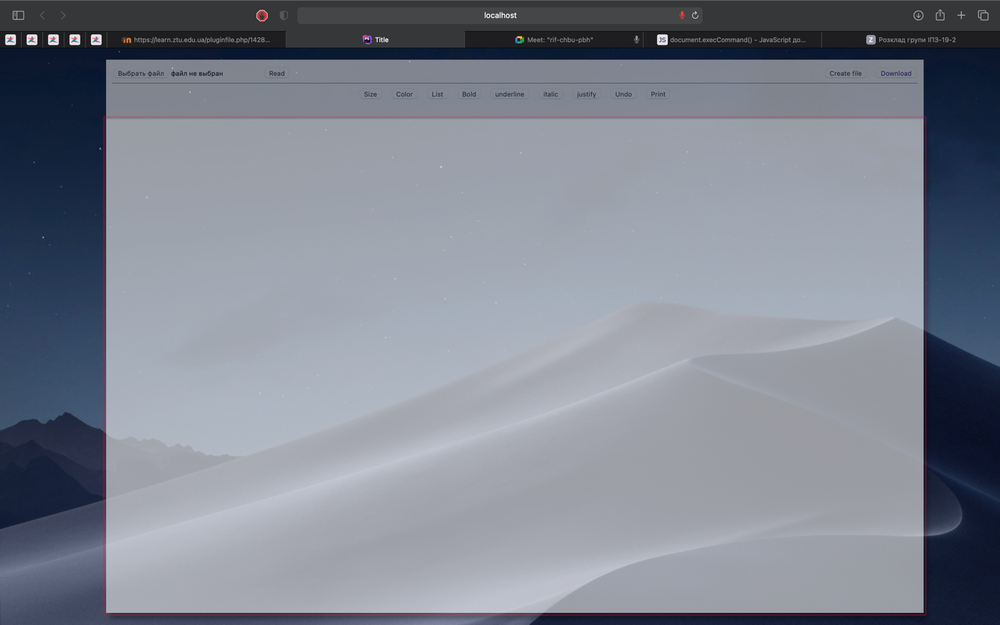 localhost
https://learn.ztu.edu.ua/pluginfile.php/1428...
PS Title
Meet: "rif-chbu-pbh"
JS document.execCommand() - JavaScript до...
Z Розклад групи ІПЗ-19-2
Выбрать файл файл не выбран Read Create file Download
Size Color List Bold underline italic justify Undo Print